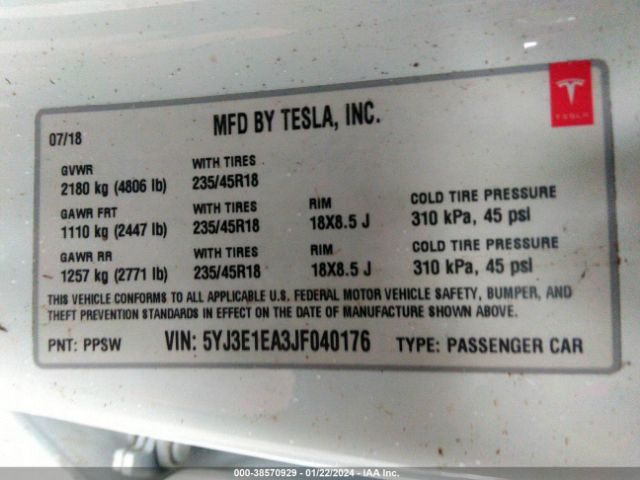 07/18
MFD BY TESLA, INC.
TESLA
GVWR WITH TIRES
2180 kg (4806 lb) 235/45R18
GAWR FRT WITH TIRES RIM COLD TIRE PRESSURE
1110 kg (2447 lb) 235/45R18 18X8.5 J 310 kPa, 45 psi
GAWR RR WITH TIRES RIM COLD TIRE PRESSURE
1257 kg (2771 lb) 235/45R18 18X8.5 J 310 kPa, 45 psi
THIS VEHICLE CONFORMS TO ALL APPLICABLE U.S. FEDERAL MOTOR VEHICLE SAFETY, BUMPER, AND
THEFT PREVENTION STANDARDS IN EFFECT ON THE DATE OF MANUFACTURE SHOWN ABOVE.
PNT: PPSW VIN: 5YJ3E1EA3JF040176 TYPE: PASSENGER CAR
000-38570929 - 01/22/2024 - IAA Inc.